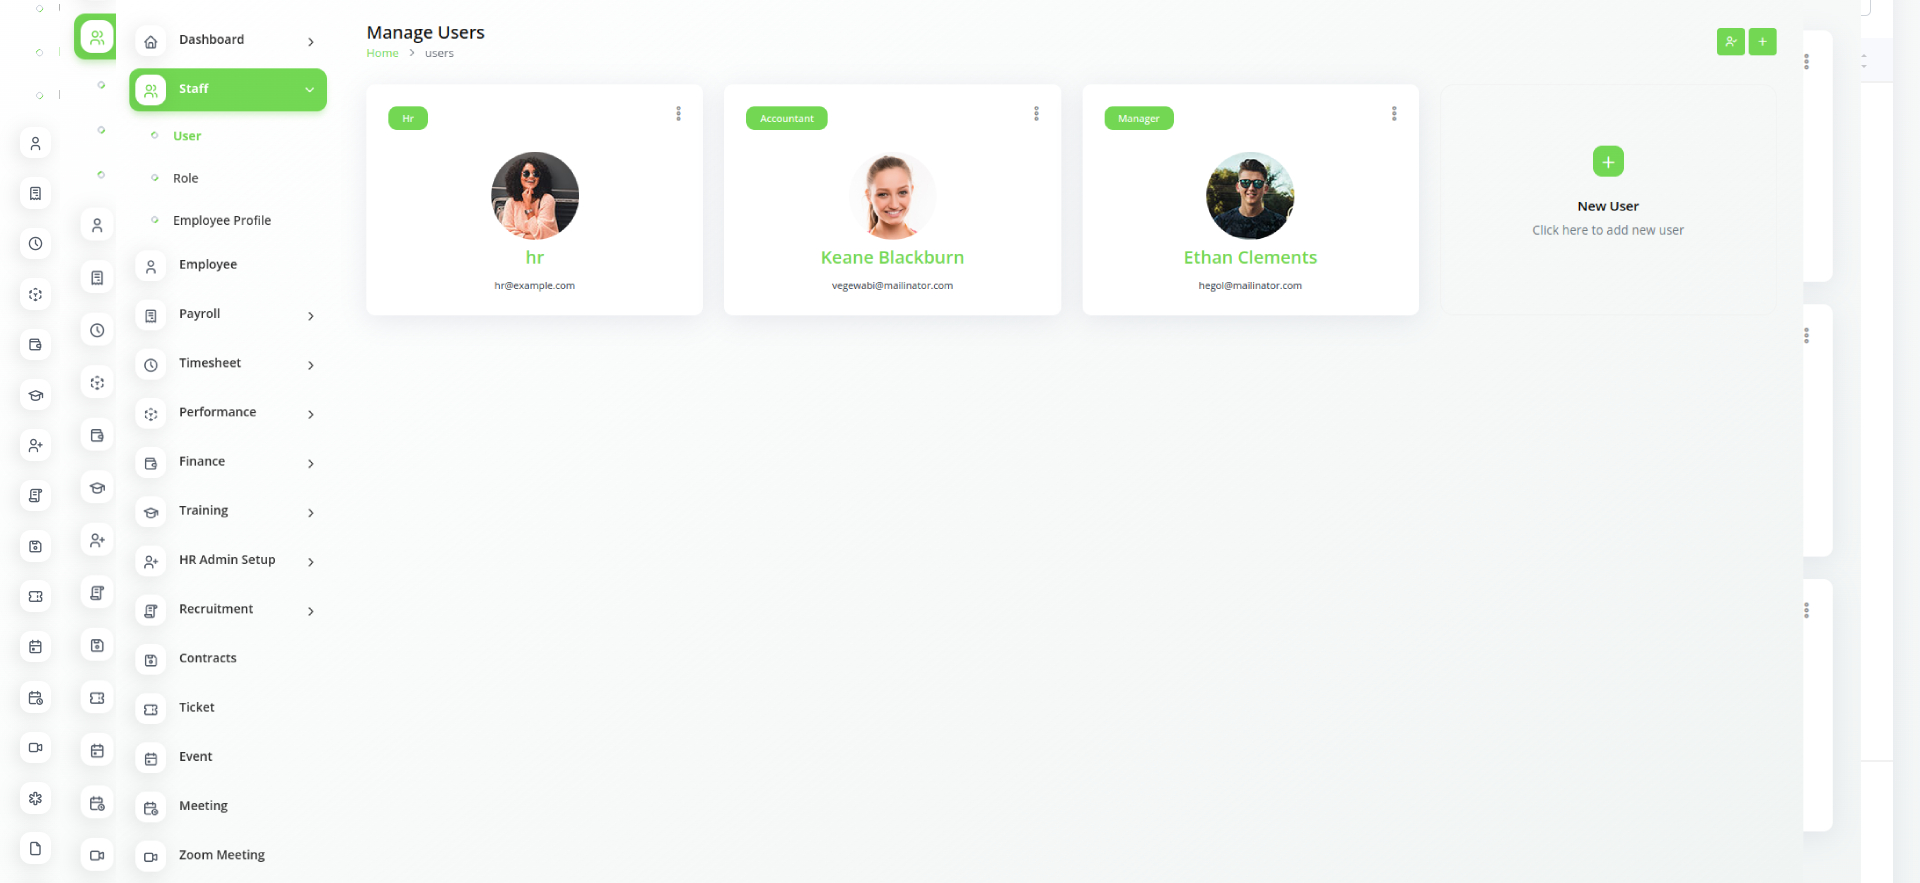 Dashboard
Staff
User
Role
Employee Profile
Employee
Payroll
Timesheet
Performance
Finance
Training
HR Admin Setup
Recruitment
Contracts
Ticket
Event
Meeting
Zoom Meeting
Manage Users
Home > users
Hr
hr
hr@example.com
Accountant
Keane Blackburn
vegewabi@mailinator.com
Manager
Ethan Clements
hegol@mailinator.com
New User
Click here to add new user